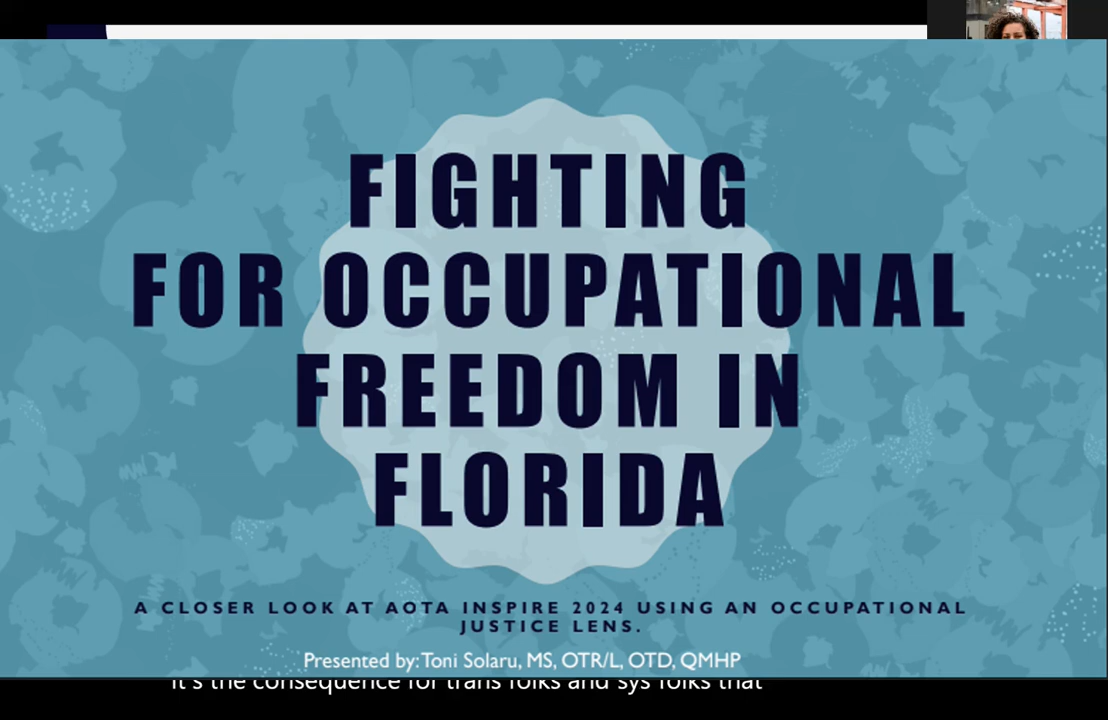 FIGHTING
FOR OCCUPATIONAL
FREEDOM IN
FLORIDA
A CLOSER LOOK AT AOTA INSPIRE 2024 USING AN OCCUPATIONAL
JUSTICE LENS.
Presented by: Toni Solaru, MS, OTR/L, OTD, QMHP
It's the consequence for trans folks and sys folks that